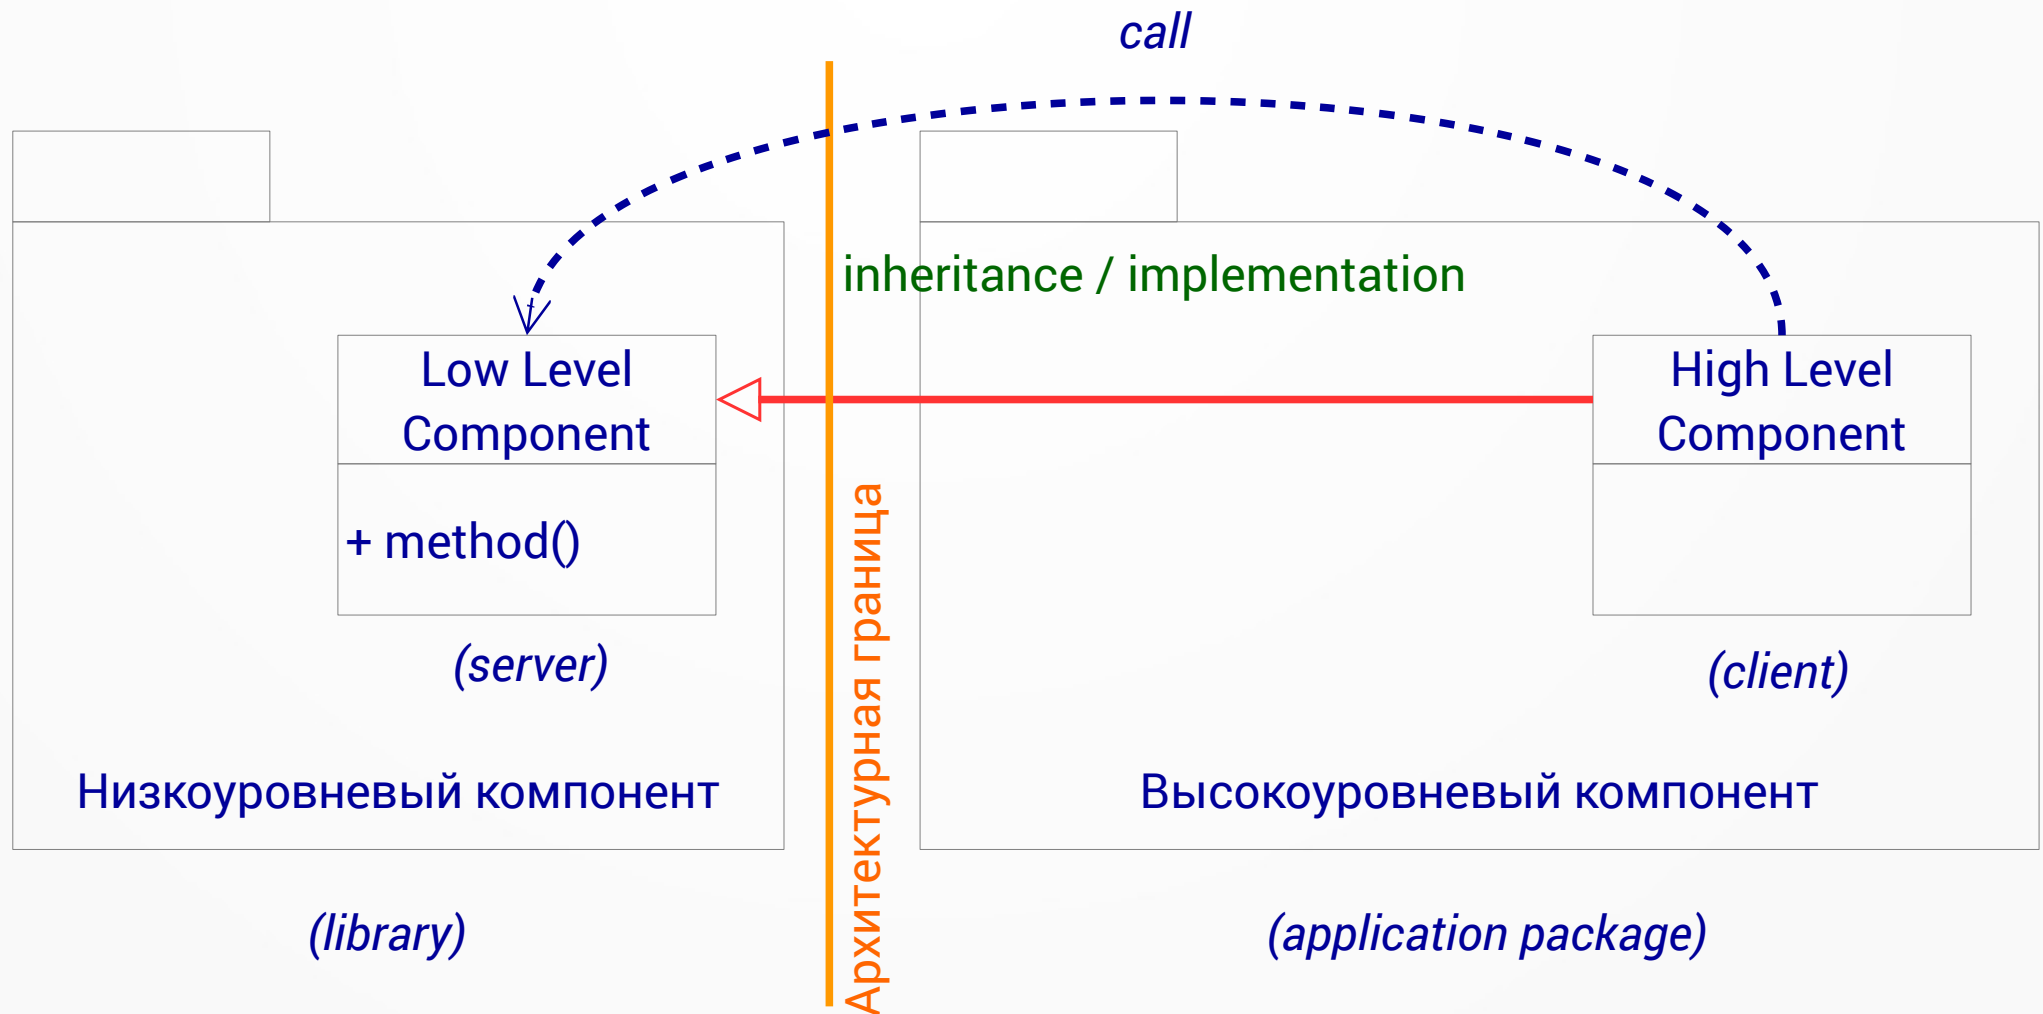 call
inheritance / implementation
Low Level
Component
+ method()
(server)
Низкоуровневый компонент
(library)
Архитектурная граница
High Level
Component
(client)
Высокоуровневый компонент
(application package)